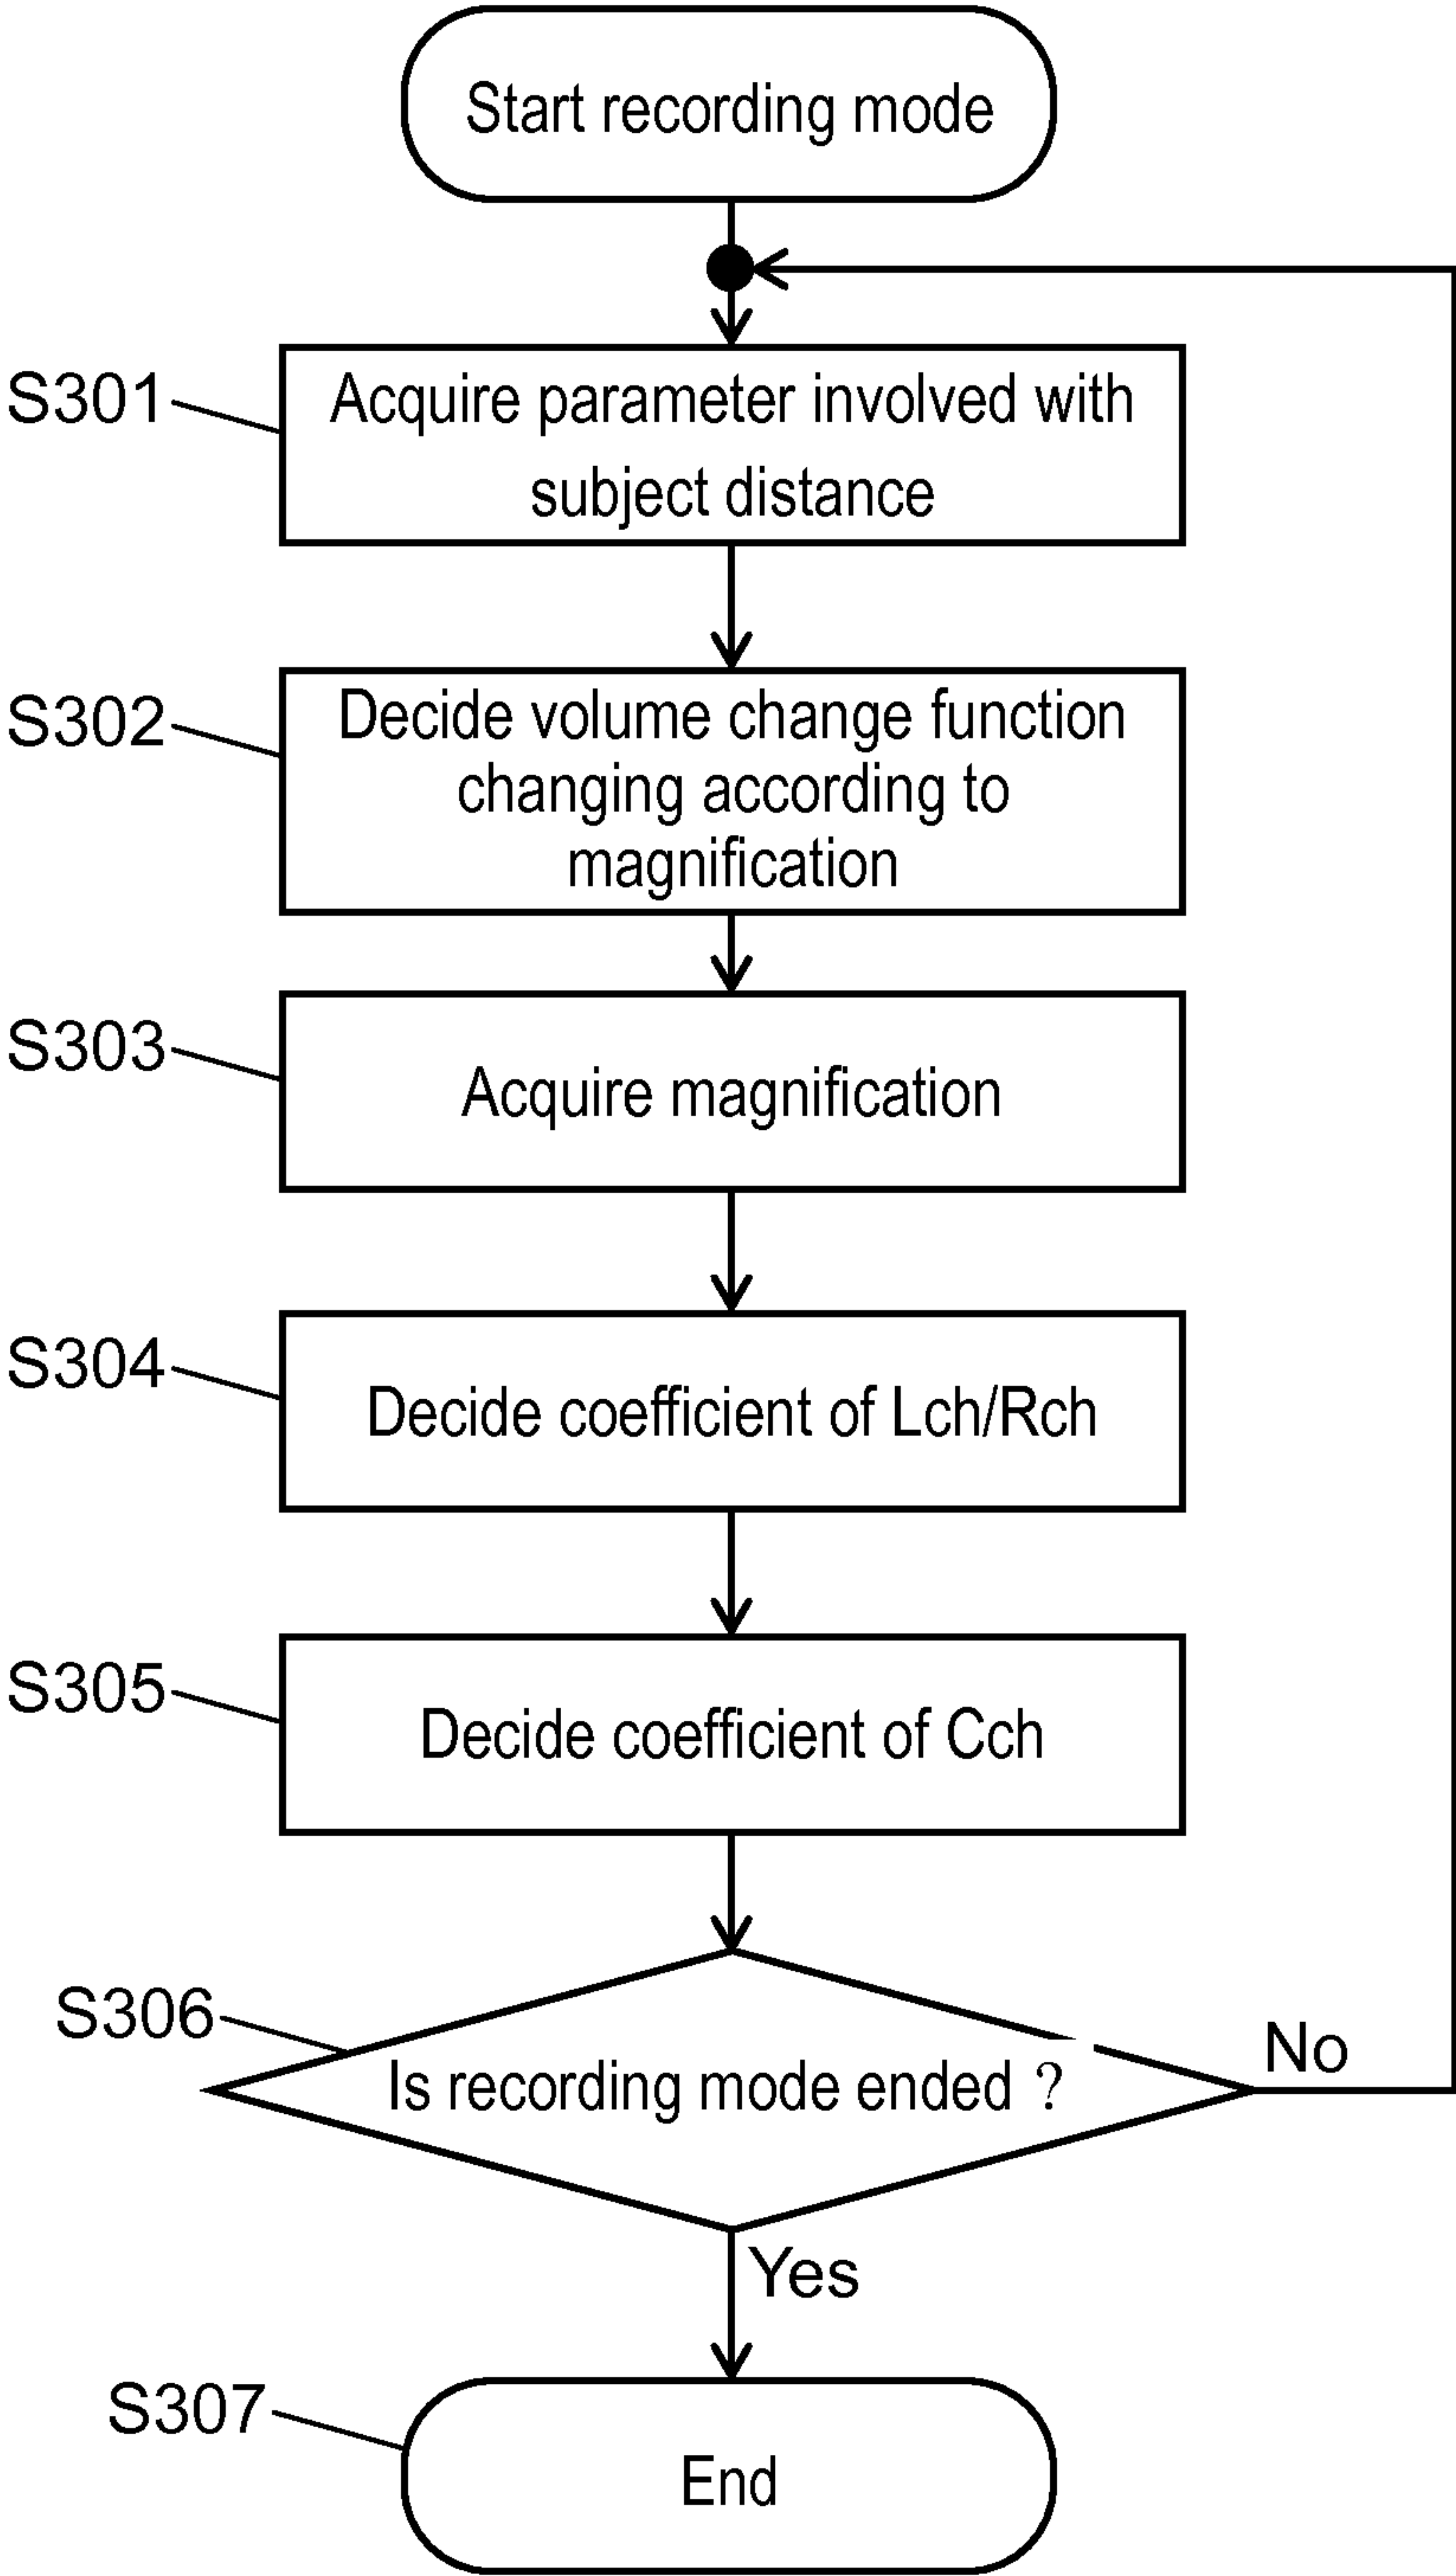 Start recording mode
S301
Acquire parameter involved with
subject distance
S302
Decide volume change function
changing according to
magnification
S303
Acquire magnification
S304
Decide coefficient of Lch/Rch
S305
Decide coefficient of Cch
S306
Is recording mode ended ?
No
Yes
S307
End